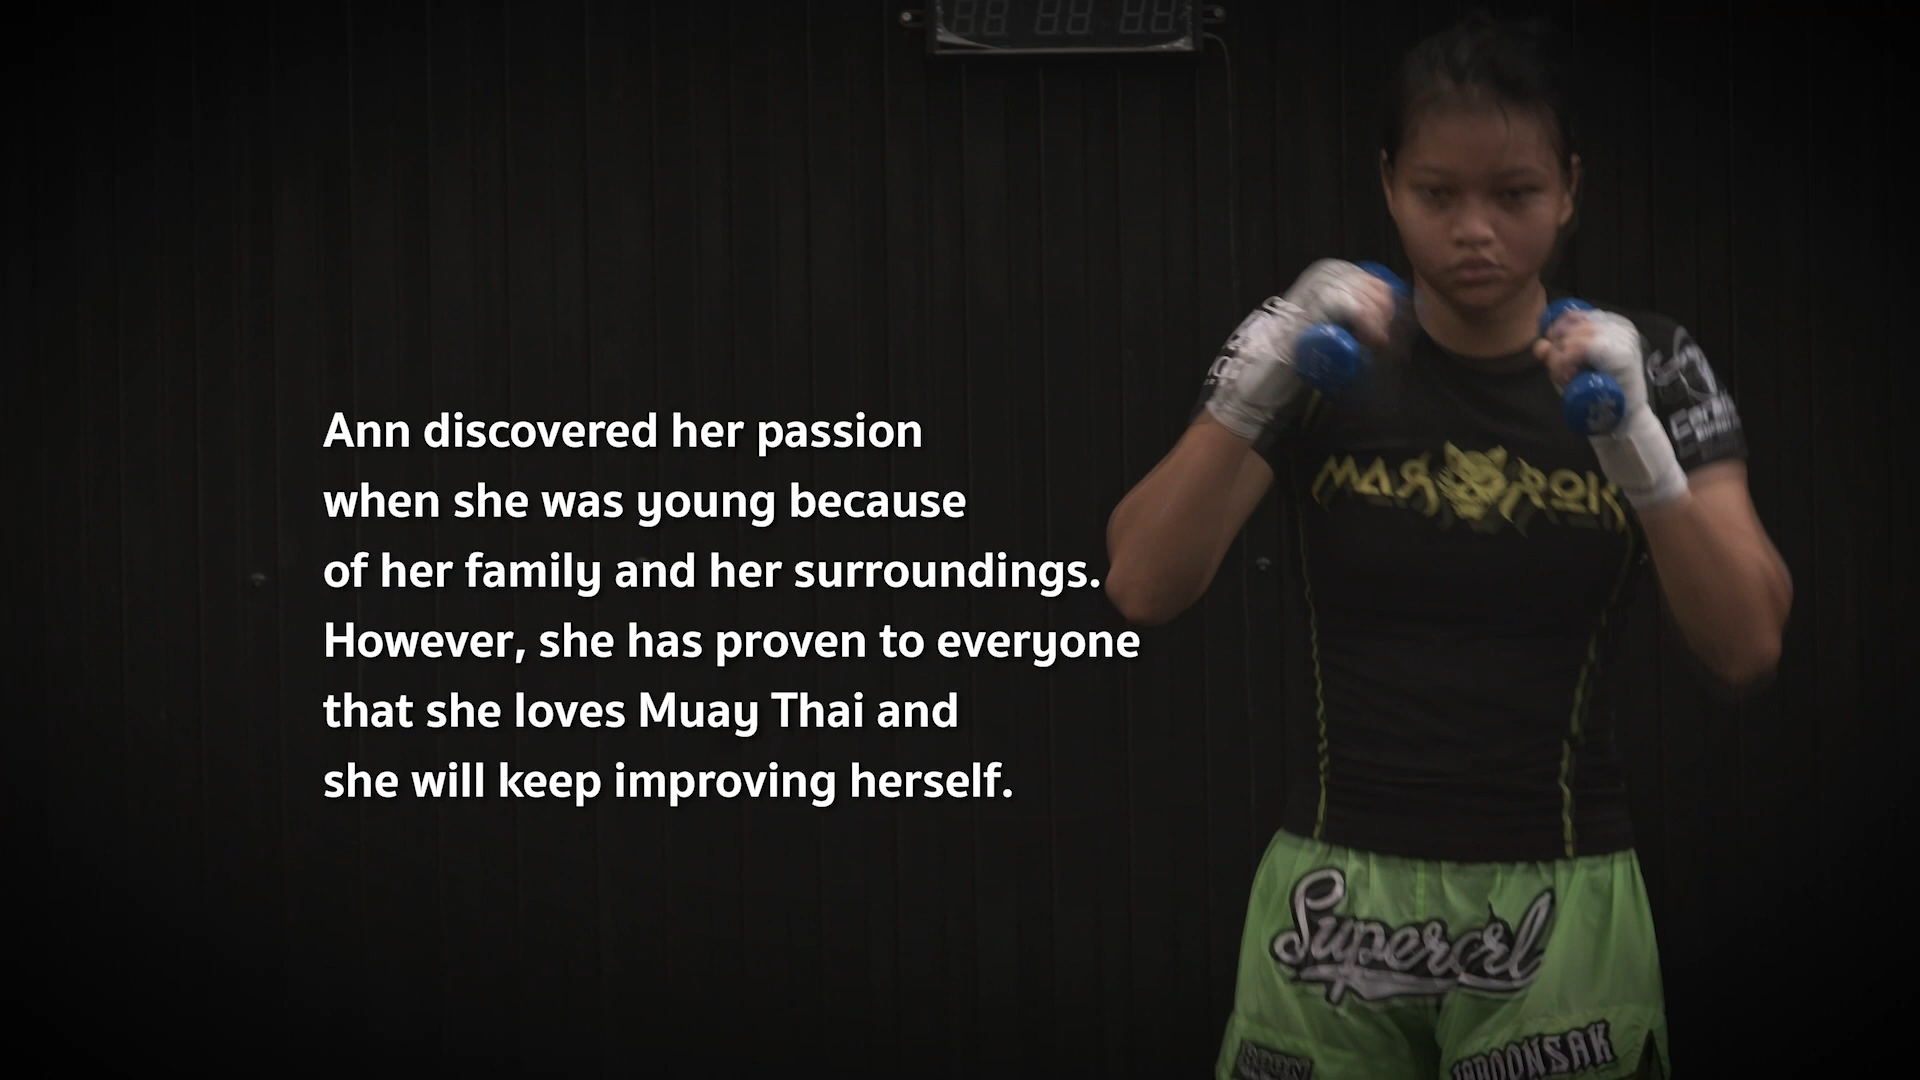 Ann discovered her passion
when she was young because
of her family and her surroundings.
However, she has proven to everyone
that she loves Muay Thai and
she will keep improving herself.